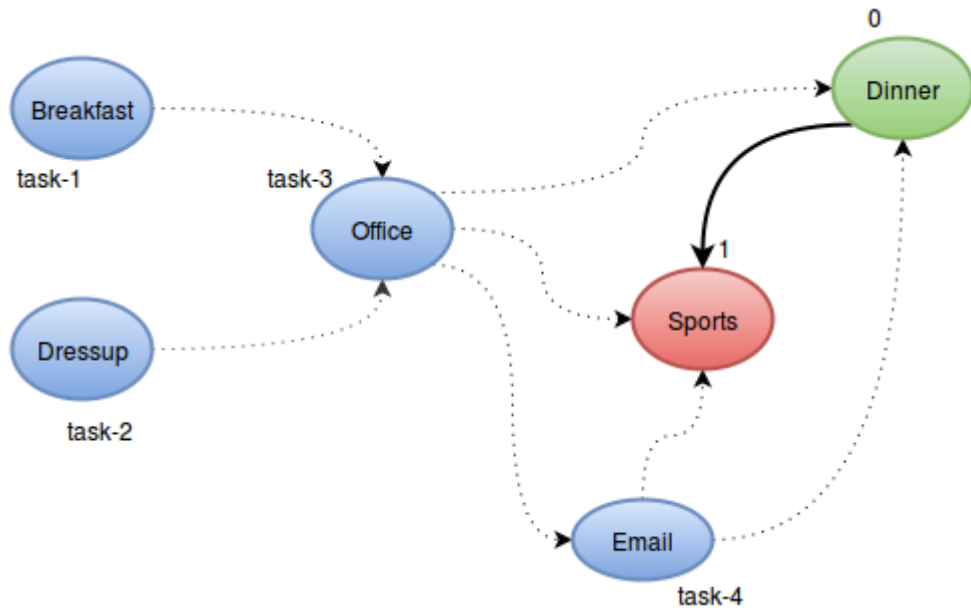 0
Dinner
Breakfast
task-1
task-3
Office
1
Sports
Dressup
task-2
Email
task-4